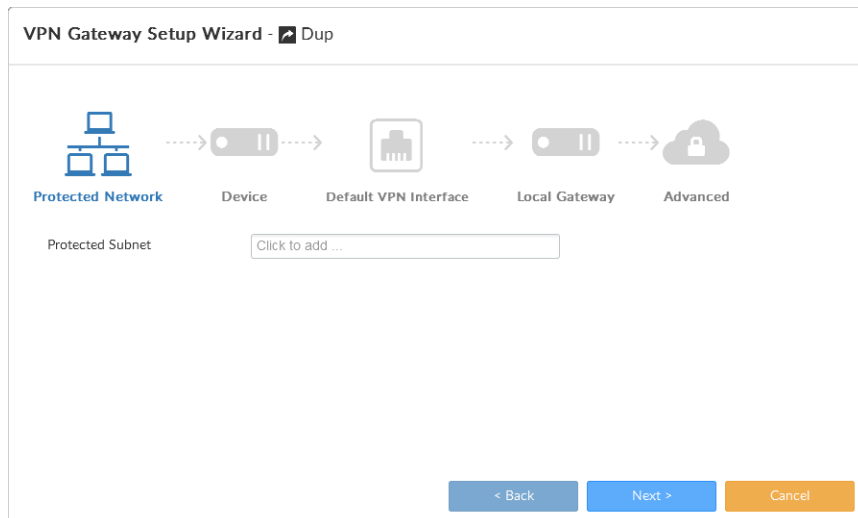 VPN Gateway Setup Wizard - Dup
Protected Network Device Default VPN Interface Local Gateway Advanced
Protected Subnet Click to add ...
< Back Next > Cancel